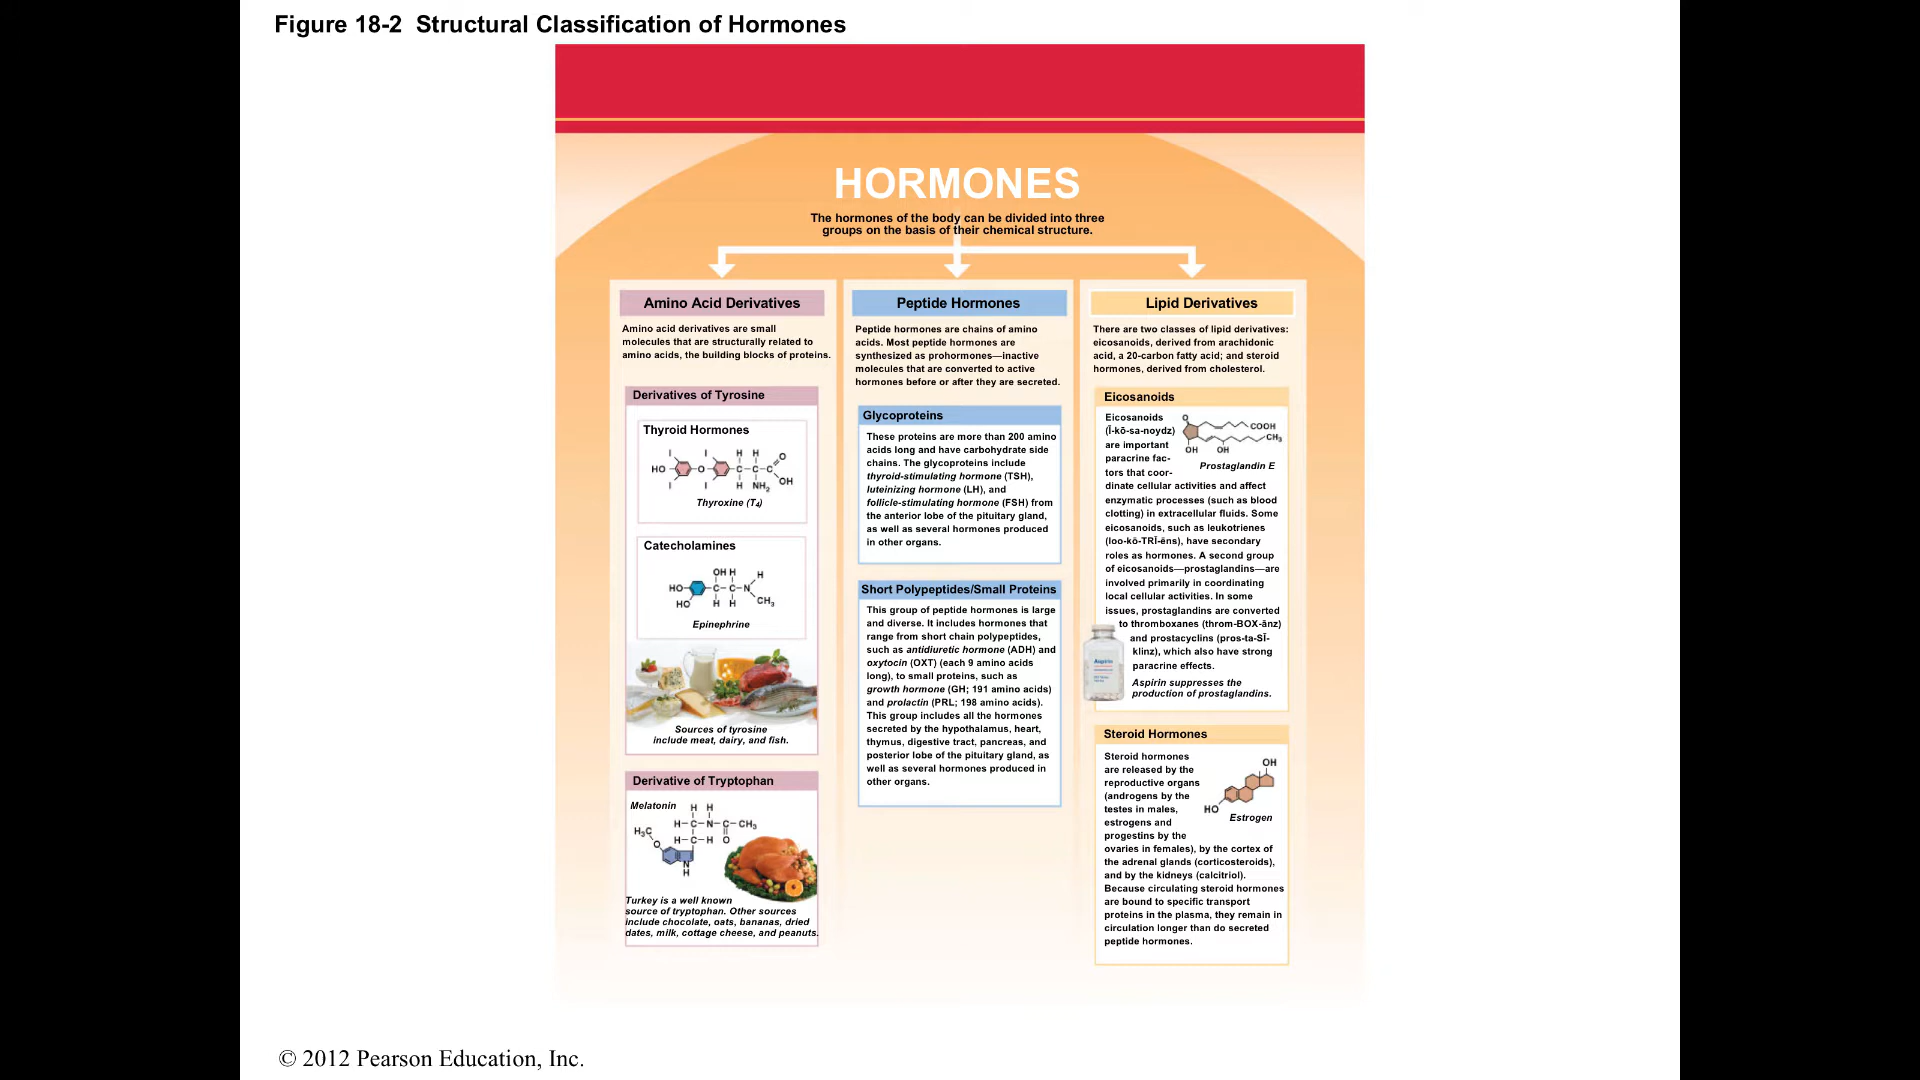 Figure 18-2 Structural Classification of Hormones
HORMONES
The hormones of the body can be divided into three
groups on the basis of their chemical structure.
Amino Acid Derivatives
Amino acid derivatives are small
molecules that are structurally related to
amino acids, the building blocks of proteins.
Derivatives of Tyrosine
Thyroid Hormones
I I H H O
HO O C C C
I I H NH₂ OH
Thyroxine (T₄)
Catecholamines
OH H H
HO C C N
HO H H CH₃
Epinephrine
Sources of tyrosine
include meat, dairy, and fish.
Derivative of Tryptophan
Melatonin H H
H C N C CH₃
H₃C H C H O
O
N
H
Turkey is a well known
source of tryptophan. Other sources
include chocolate, oats, bananas, dried
dates, milk, cottage cheese, and peanuts.
Peptide Hormones
Peptide hormones are chains of amino
acids. Most peptide hormones are
synthesized as prohormones—inactive
molecules that are converted to active
hormones before or after they are secreted.
Glycoproteins
These proteins are more than 200 amino
acids long and have carbohydrate side
chains. The glycoproteins include
thyroid-stimulating hormone (TSH),
luteinizing hormone (LH), and
follicle-stimulating hormone (FSH) from
the anterior lobe of the pituitary gland,
as well as several hormones produced
in other organs.
Short Polypeptides/Small Proteins
This group of peptide hormones is large
and diverse. It includes hormones that
range from short chain polypeptides,
such as antidiuretic hormone (ADH) and
oxytocin (OXT) (each 9 amino acids
long), to small proteins, such as
growth hormone (GH; 191 amino acids)
and prolactin (PRL; 198 amino acids).
This group includes all the hormones
secreted by the hypothalamus, heart,
thymus, digestive tract, pancreas, and
posterior lobe of the pituitary gland, as
well as several hormones produced in
other organs.
Lipid Derivatives
There are two classes of lipid derivatives:
eicosanoids, derived from arachidonic
acid, a 20-carbon fatty acid; and steroid
hormones, derived from cholesterol.
Eicosanoids
Eicosanoids
(Ī-kō-sa-noydz)
are important
paracrine fac-
tors that coor-
dinate cellular activities and affect
enzymatic processes (such as blood
clotting) in extracellular fluids. Some
eicosanoids, such as leukotrienes
(loo-kō-TRĪ-ēns), have secondary
roles as hormones. A second group
of eicosanoids—prostaglandins—are
involved primarily in coordinating
local cellular activities. In some
issues, prostaglandins are converted
to thromboxanes (throm-BOX-ānz)
and prostacyclins (pros-ta-SĪ-
klinz), which also have strong
paracrine effects.
O
COOH
CH₃
OH OH
Prostaglandin E
Aspirin
Aspirin suppresses the
production of prostaglandins.
Steroid Hormones
Steroid hormones
are released by the
reproductive organs
(androgens by the
testes in males,
estrogens and
progestins by the
ovaries in females), by the cortex of
the adrenal glands (corticosteroids),
and by the kidneys (calcitriol).
Because circulating steroid hormones
are bound to specific transport
proteins in the plasma, they remain in
circulation longer than do secreted
peptide hormones.
OH
HO
Estrogen
© 2012 Pearson Education, Inc.